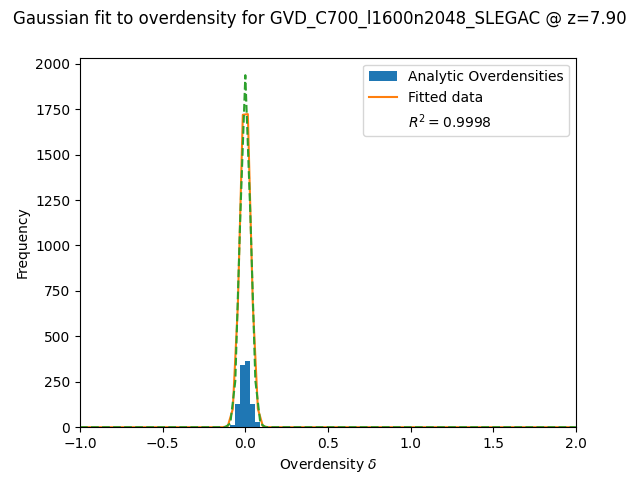 Gaussian fit to overdensity for GVD_C700_l1600n2048_SLEGAC @ z=7.90
2000
1750
1500
1250
1000
750
500
250
0
Frequency
Analytic Overdensities
Fitted data
R² = 0.9998
−1.0 −0.5 0.0 0.5 1.0 1.5 2.0
Overdensity δ